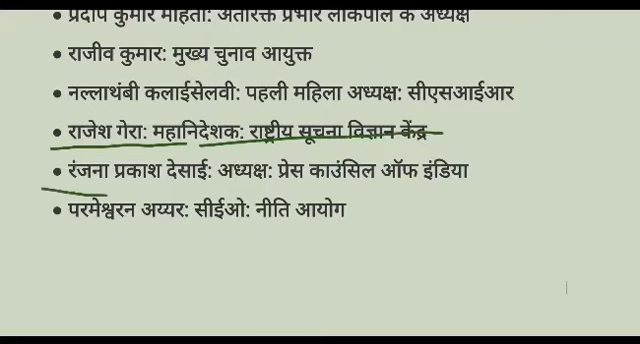 प्रदीप कुमार मोहंती: अतिरिक्त प्रभार लोकपाल के अध्यक्ष
राजीव कुमार: मुख्य चुनाव आयुक्त
नल्लाथंबी कलाईसेलवी: पहली महिला अध्यक्ष: सीएसआईआर
राजेश गेरा: महानिदेशक: राष्ट्रीय सूचना विज्ञान केंद्र
रंजना प्रकाश देसाई: अध्यक्ष: प्रेस काउंसिल ऑफ इंडिया
परमेश्वरन अय्यर: सीईओ: नीति आयोग